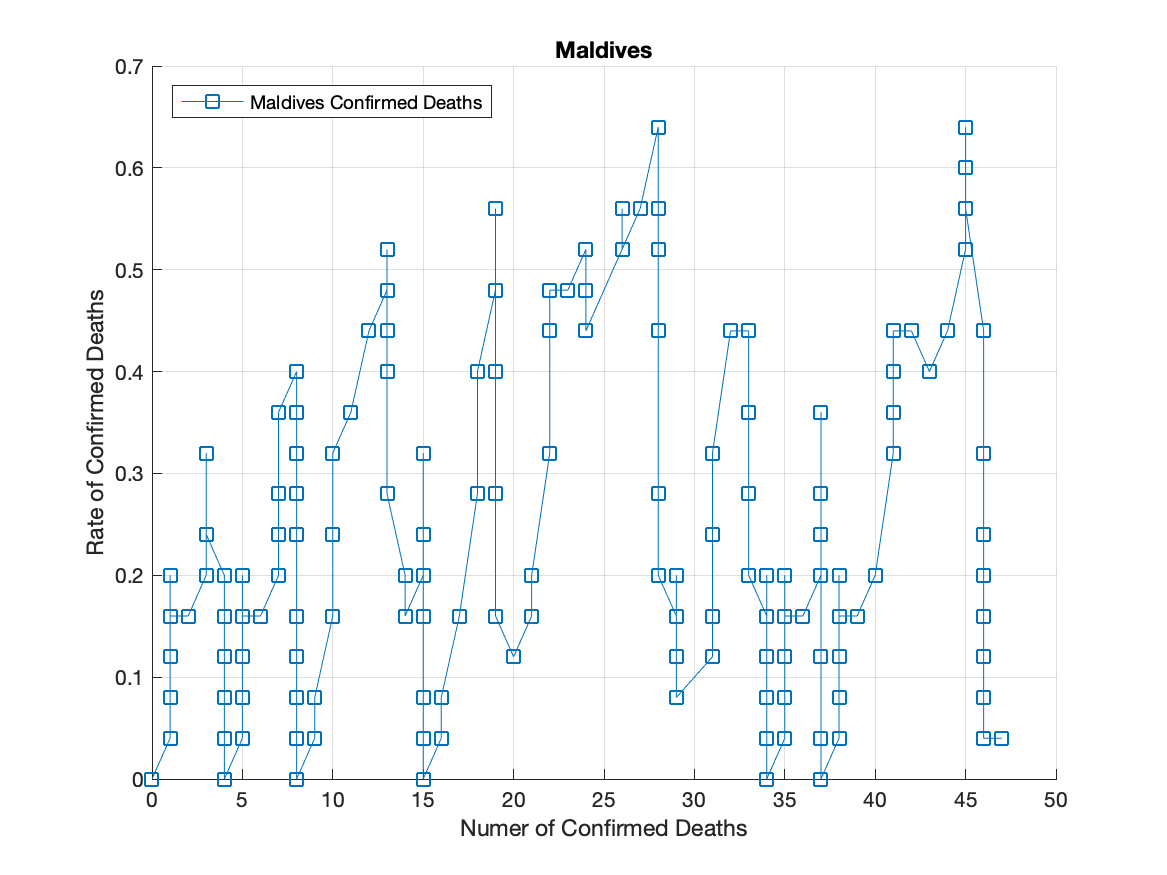 Maldives
Maldives Confirmed Deaths
0.7
0.6
0.5
0.4
0.3
0.2
0.1
0
Rate of Confirmed Deaths
0 5 10 15 20 25 30 35 40 45 50
Numer of Confirmed Deaths